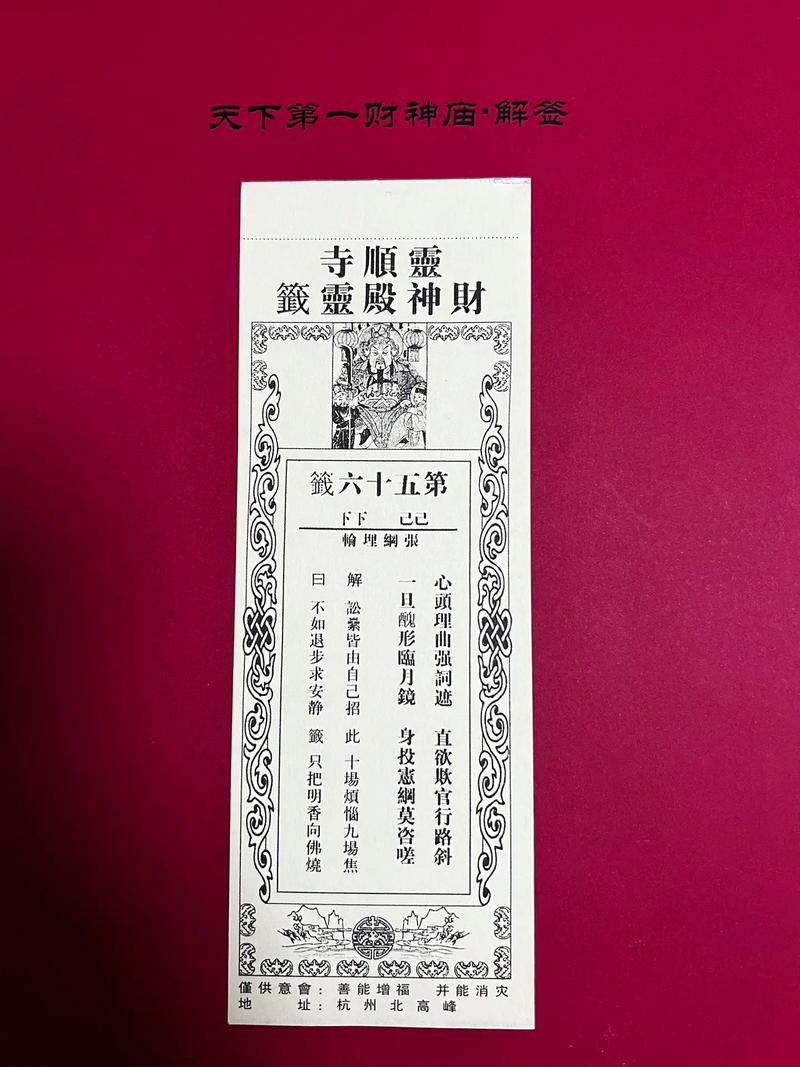 天下第一财神庙·解签
靈順寺
財神殿靈籤
第五十六籤
己己 下下
張綱埋輪
心頭理曲强詞遮 直欲欺官行路斜
一旦醜形臨月鏡 身投憲綱莫咨嗟
解 訟纍皆由自己招 此 十場煩惱九場焦
曰 不如退步求安静 籤 只把明香向佛燒
僅供意會：善能增福 并能消灾
地址：杭州北高峰